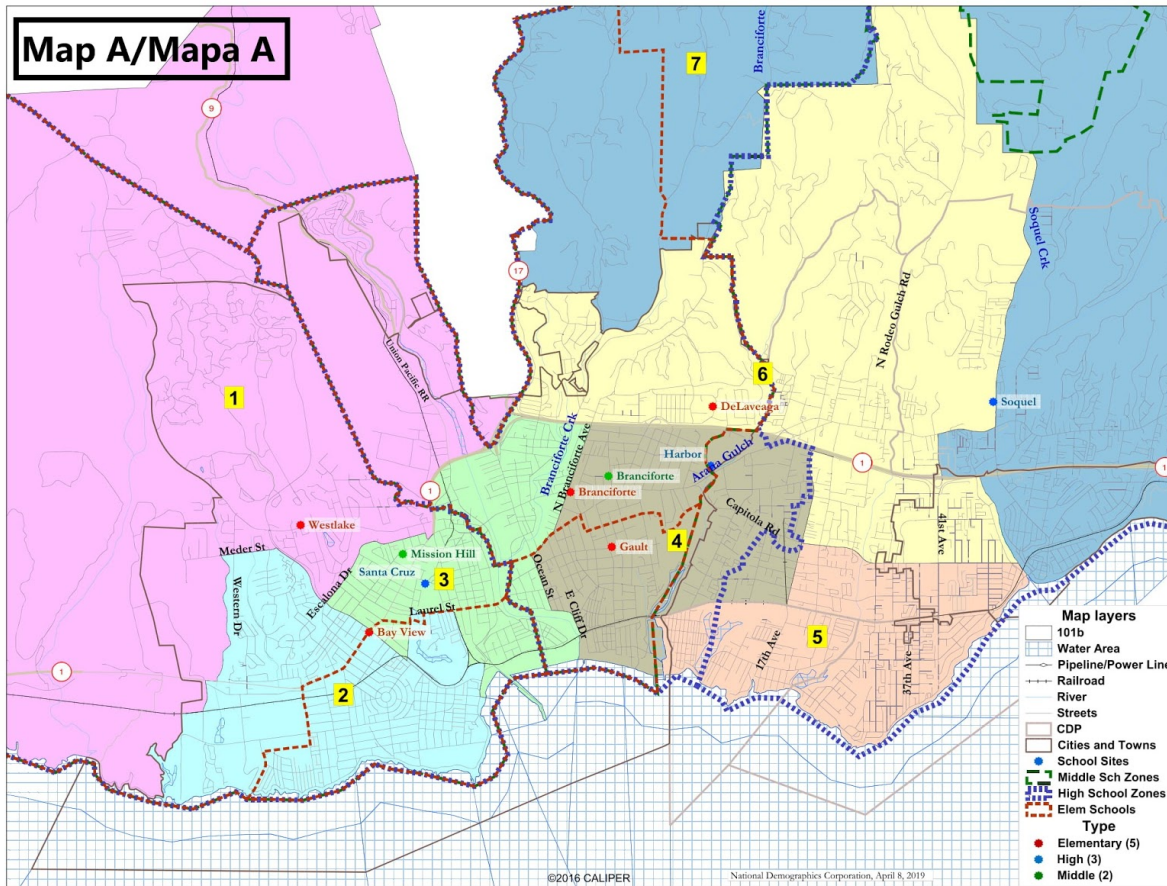 Map A/Mapa A
7
Branciforte
9
Soquel Crk
17
N Rodeo Gulch Rd
Union Pacific RR
1
6
DeLaveaga
Soquel
Branciforte Crk
N Branciforte Ave
Harbor
Arana Gulch
1
1
Branciforte
1
Branciforte
Capitola Rd
41st Ave
Westlake
4
Gault
Meder St
Mission Hill
Escalona Dr
Santa Cruz
3
Ocean St
Western Dr
Laurel St
E Cliff Dr
Bay View
5
17th Ave
37th Ave
1
2
Map layers
101b
Water Area
Pipeline/Power Line
Railroad
River
Streets
CDP
Cities and Towns
School Sites
Middle Sch Zones
High School Zones
Elem Schools
Type
Elementary (5)
High (3)
Middle (2)
©2016 CALIPER
National Demographics Corporation, April 8, 2019